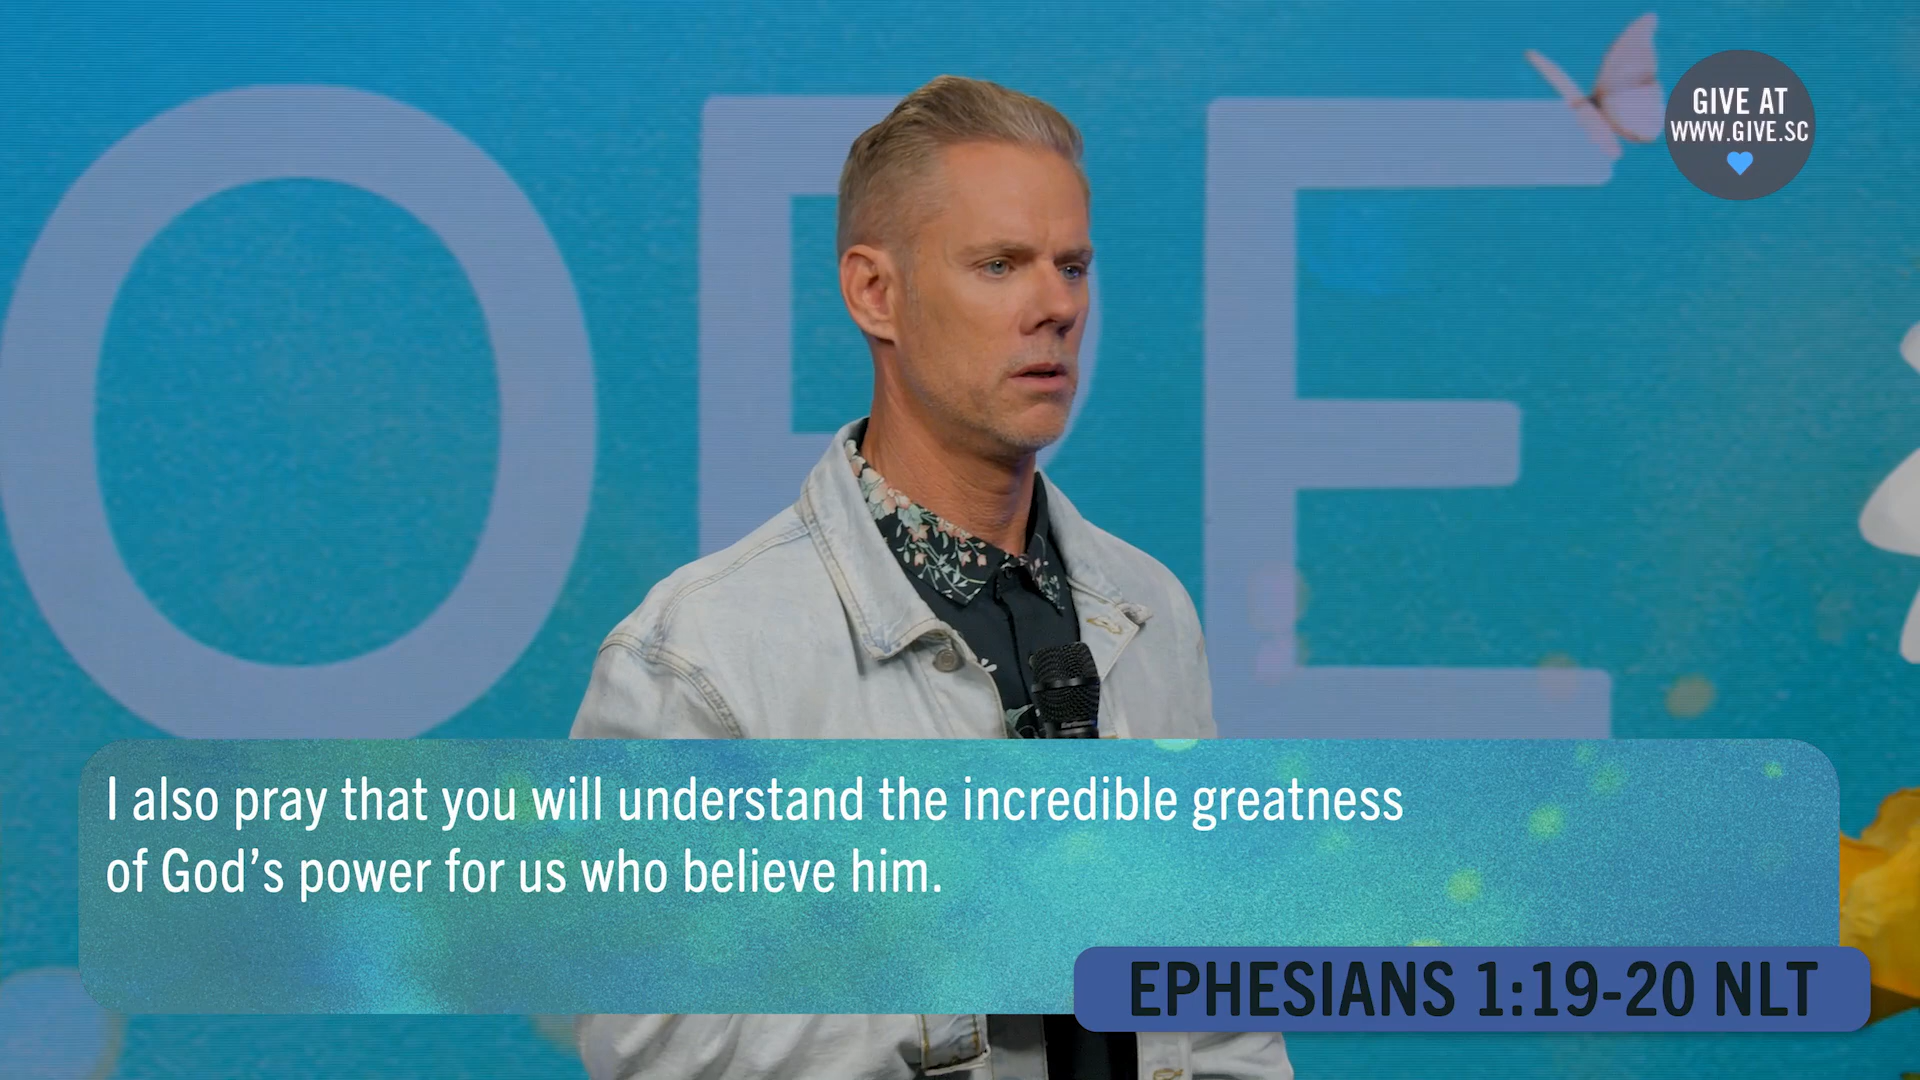 OPE
GIVE AT
WWW.GIVE.SC
I also pray that you will understand the incredible greatness
of God’s power for us who believe him.
EPHESIANS 1:19-20 NLT